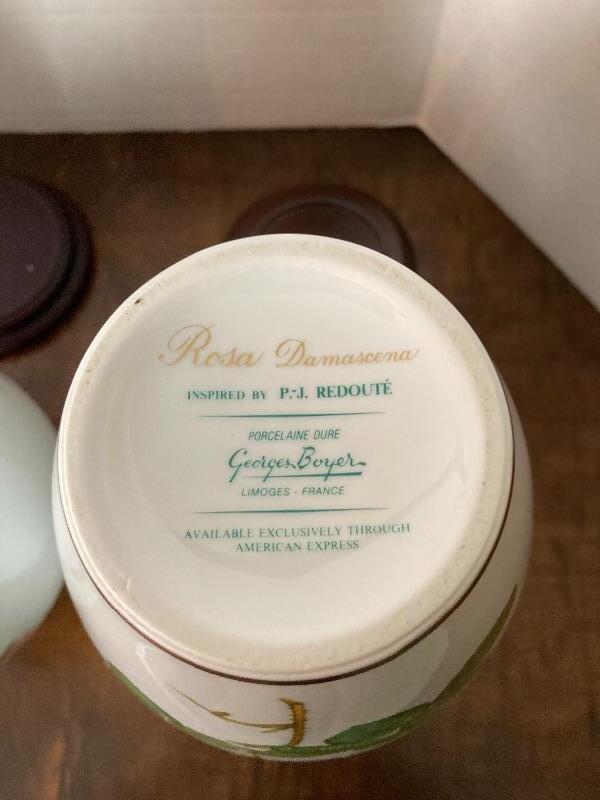 Rosa Damascena
INSPIRED BY P.-J. REDOUTÉ
PORCELAINE DURE
Georges Boyer
LIMOGES - FRANCE
AVAILABLE EXCLUSIVELY THROUGH
AMERICAN EXPRESS